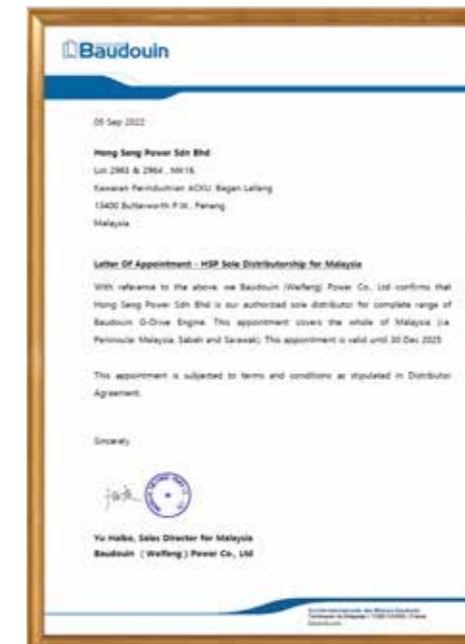 Baudouin
05 Sep 2022
Hong Seng Power Sdn Bhd
Lot 2963 & 2964 , MK16,
Kawasan Perindustrian ACKU, Bagan Lallang
13400 Butterworth P.W., Penang
Malaysia
Letter Of Appointment - HSP Sole Distributorship for Malaysia
With reference to the above, we Baudouin (Weifang) Power Co., Ltd confirms that
Hong Seng Power Sdn Bhd is our authorized sole distributor for complete range of
Baudouin G-Drive Engine. This appointment covers the whole of Malaysia (i.e.
Peninsular Malaysia, Sabah and Sarawak). This appointment is valid until 30 Dec 2025
This appointment is subjected to terms and conditions as stipulated in Distributor
Agreement.
Sincerely
Yu Haibo, Sales Director for Malaysia
Baudouin （Weifang）Power Co., Ltd